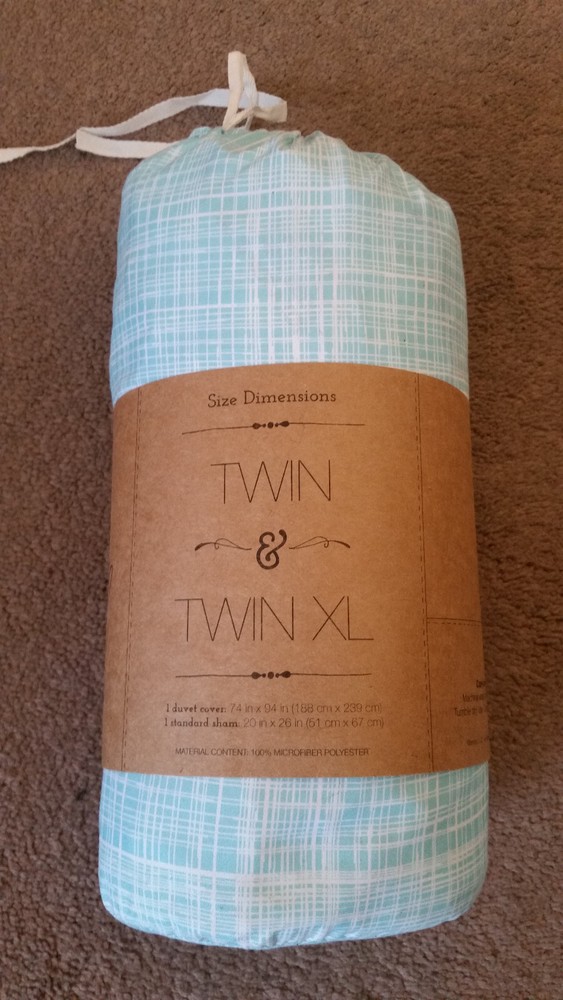 Size Dimensions
TWIN
&
TWIN XL
1 duvet cover: 74 in x 94 in (188 cm x 239 cm)
1 standard sham: 20 in x 26 in (51 cm x 67 cm)
MATERIAL CONTENT: 100% MICROFIBER POLYESTER